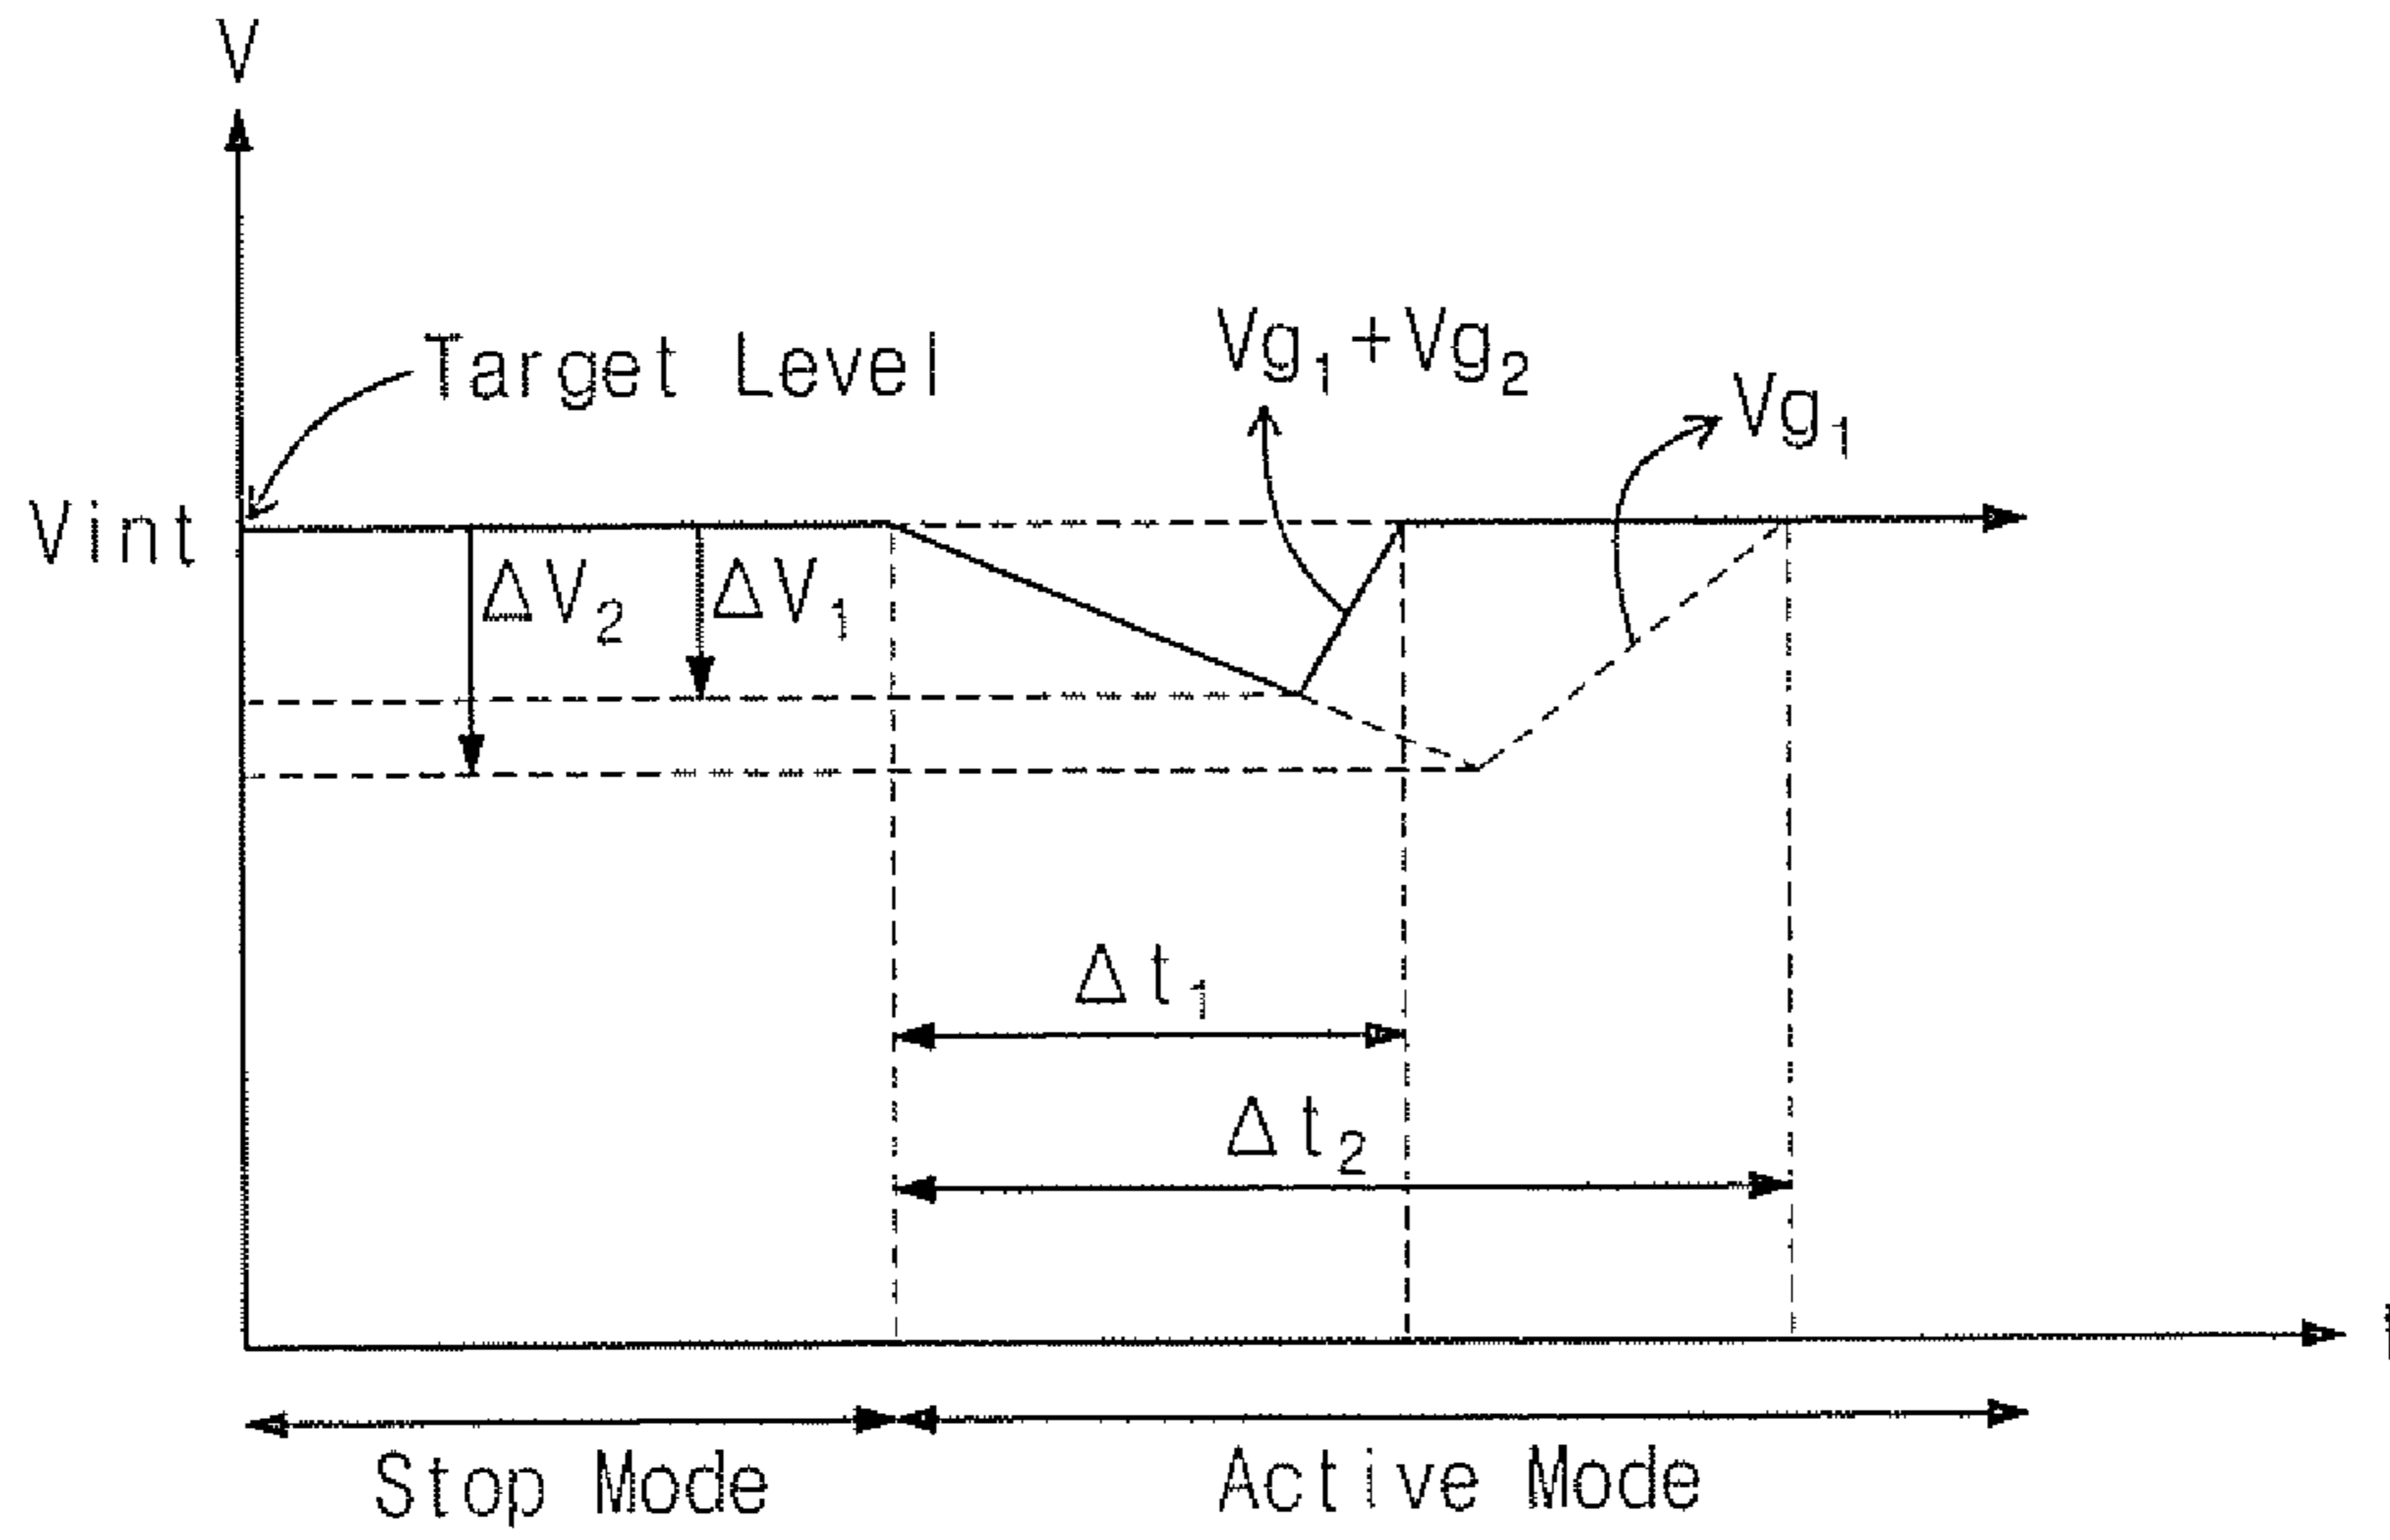 V
Target Level
Vg₁+Vg₂
Vg₁
Vint
ΔV₂
ΔV₁
Δt₁
Δt₂
Stop Mode
Active Mode